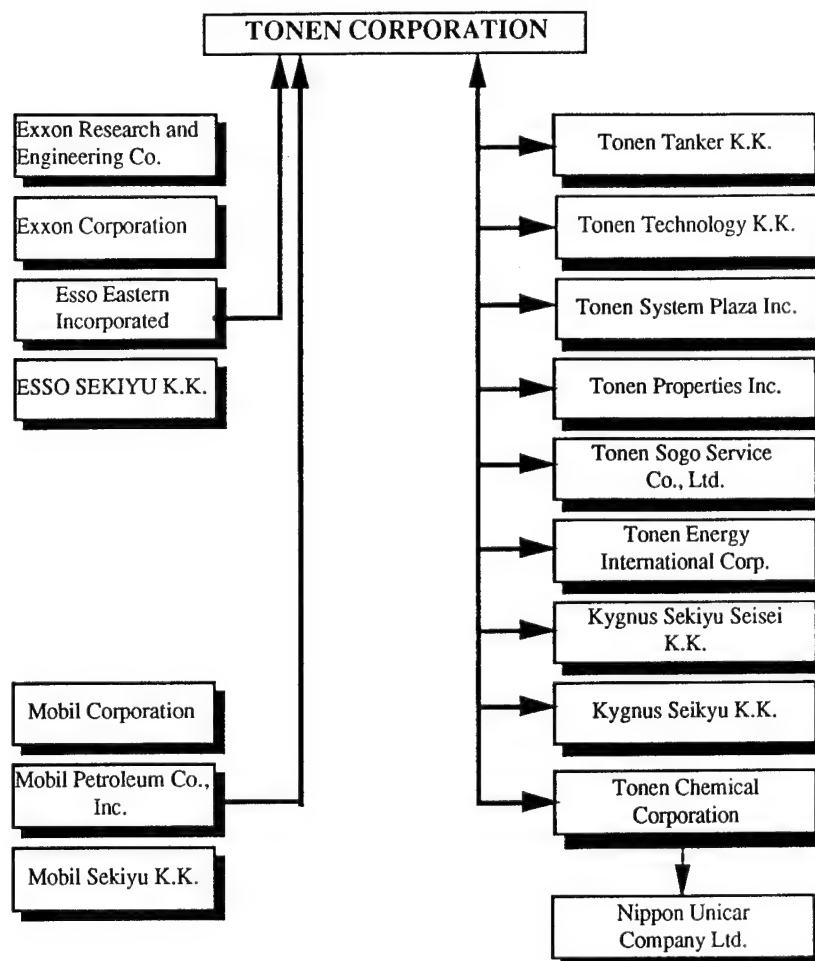 TONEN CORPORATION
Exxon Research and
Engineering Co.
Exxon Corporation
Esso Eastern
Incorporated
ESSO SEKIYU K.K.
Mobil Corporation
Mobil Petroleum Co.,
Inc.
Mobil Sekiyu K.K.
Tonen Tanker K.K.
Tonen Technology K.K.
Tonen System Plaza Inc.
Tonen Properties Inc.
Tonen Sogo Service
Co., Ltd.
Tonen Energy
International Corp.
Kygnus Sekiyu Seisei
K.K.
Kygnus Seikyu K.K.
Tonen Chemical
Corporation
Nippon Unicar
Company Ltd.